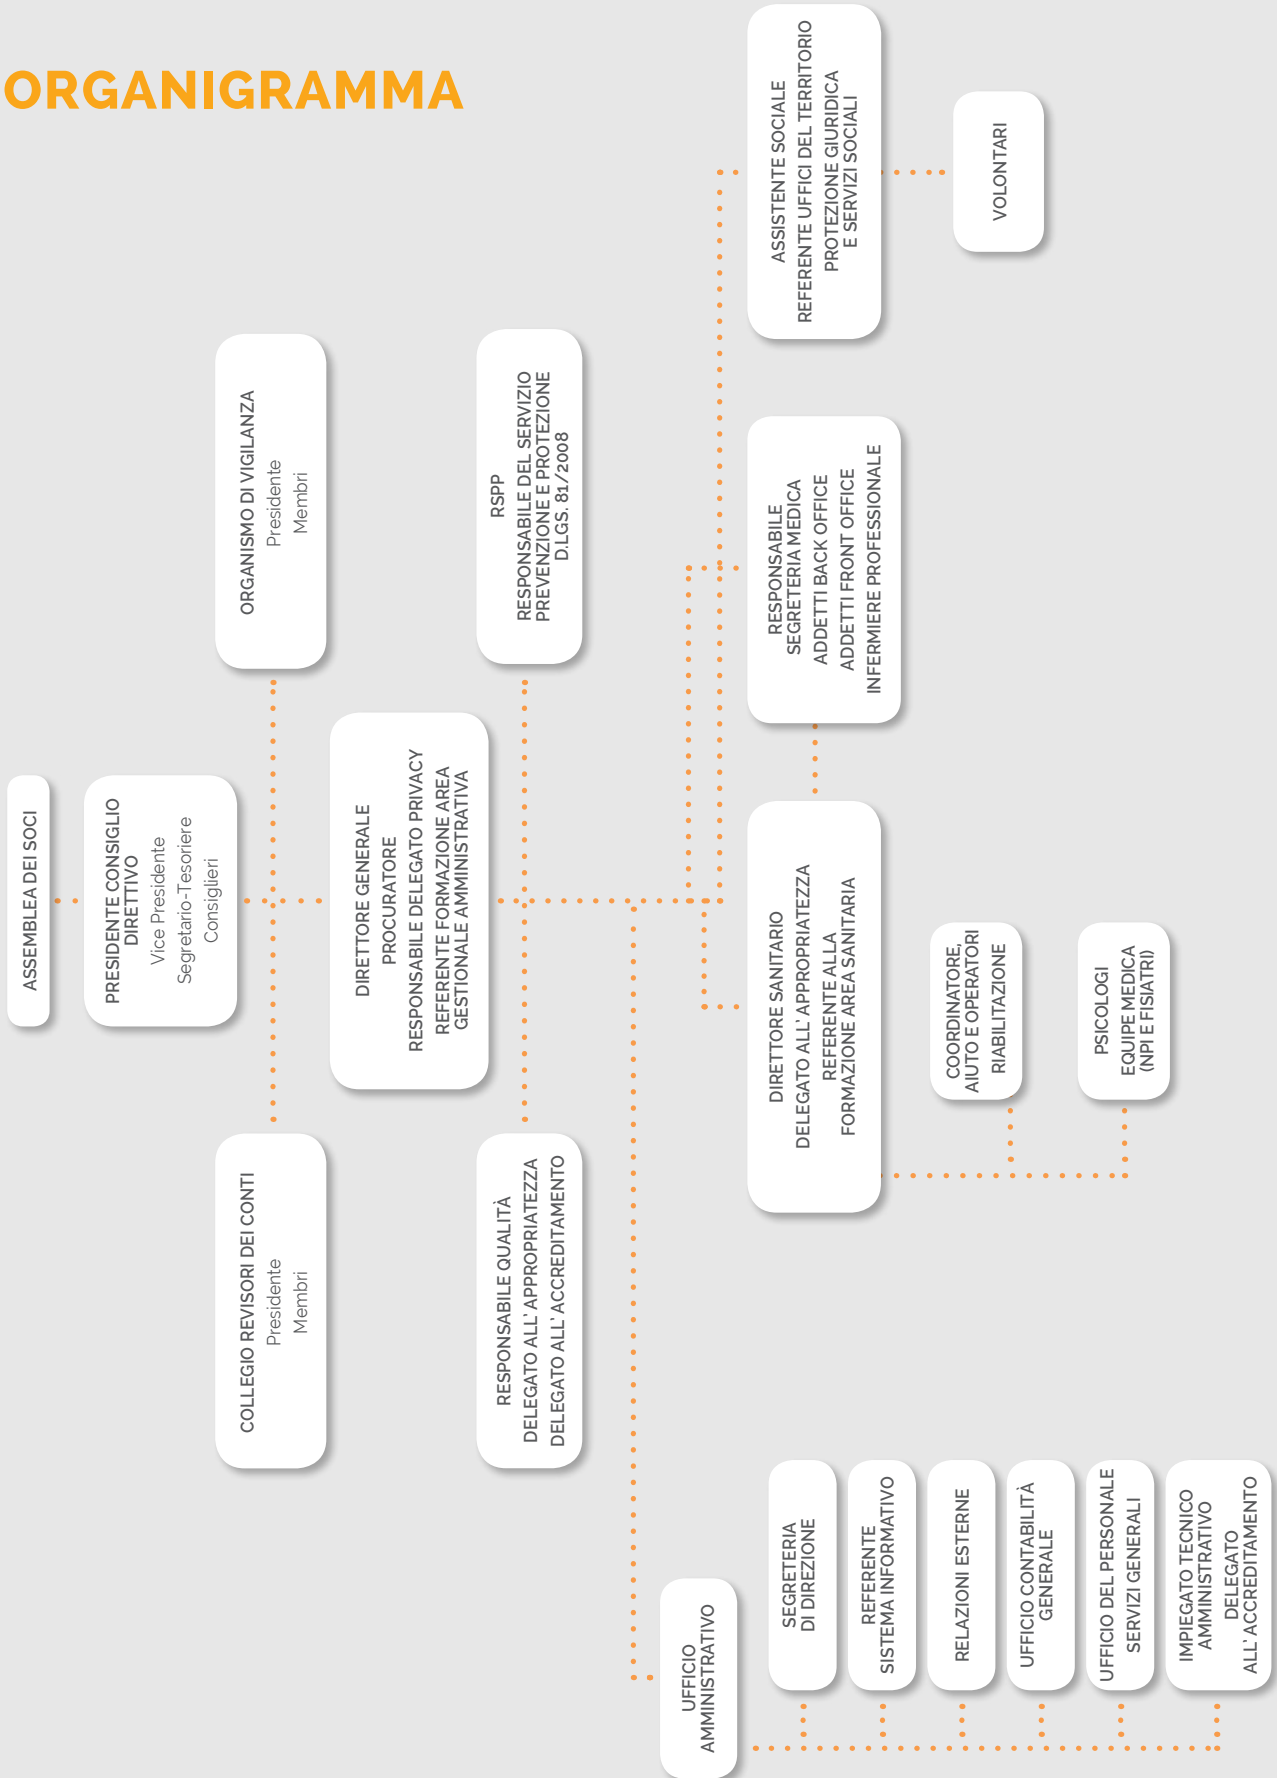 ORGANIGRAMMA
ASSEMBLEA DEI SOCI
PRESIDENTE CONSIGLIO
DIRETTIVO
Vice Presidente
Segretario-Tesoriere
Consiglieri
COLLEGIO REVISORI DEI CONTI
Presidente
Membri
ORGANISMO DI VIGILANZA
Presidente
Membri
DIRETTORE GENERALE
PROCURATORE
RESPONSABILE DELEGATO PRIVACY
REFERENTE FORMAZIONE AREA
GESTIONALE AMMINISTRATIVA
RESPONSABILE QUALITÀ
DELEGATO ALL' APPROPRIATEZZA
DELEGATO ALL' ACCREDITAMENTO
RSPP
RESPONSABILE DEL SERVIZIO
PREVENZIONE E PROTEZIONE
D.LGS. 81/2008
UFFICIO
AMMINISTRATIVO
SEGRETERIA
DI DIREZIONE
REFERENTE
SISTEMA INFORMATIVO
RELAZIONI ESTERNE
UFFICIO CONTABILITÀ
GENERALE
UFFICIO DEL PERSONALE
SERVIZI GENERALI
IMPIEGATO TECNICO
AMMINISTRATIVO
DELEGATO
ALL' ACCREDITAMENTO
DIRETTORE SANITARIO
DELEGATO ALL' APPROPRIATEZZA
REFERENTE ALLA
FORMAZIONE AREA SANITARIA
COORDINATORE,
AIUTO E OPERATORI
RIABILITAZIONE
PSICOLOGI
EQUIPE MEDICA
(NPI E FISIATRI)
RESPONSABILE
SEGRETERIA MEDICA
ADDETTI BACK OFFICE
ADDETTI FRONT OFFICE
INFERMIERE PROFESSIONALE
ASSISTENTE SOCIALE
REFERENTE UFFICI DEL TERRITORIO
PROTEZIONE GIURIDICA
E SERVIZI SOCIALI
VOLONTARI